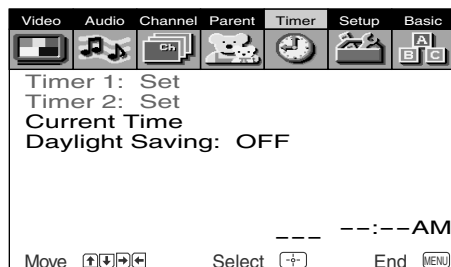 Video Audio Channel Parent Timer Setup Basic
Ch A B C
Timer 1: Set
Timer 2: Set
Current Time
Daylight Saving: OFF
___ --:--AM
Move Select End MENU